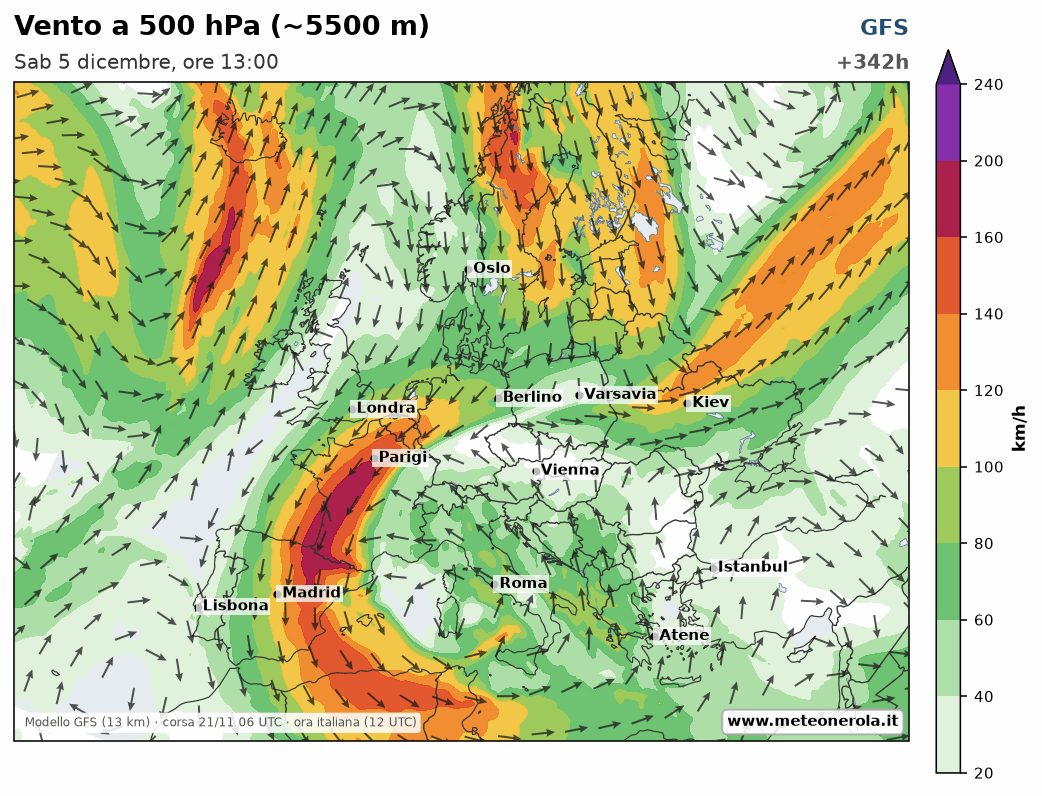 Vento a 500 hPa (~5500 m)
GFS
Sab 5 dicembre, ore 13:00
+342h
240
200
160
140
120
100
80
60
40
20
km/h
Oslo
Londra
Berlino
Varsavia
Kiev
Parigi
Vienna
Istanbul
Roma
Madrid
Lisbona
Atene
Modello GFS (13 km) · corsa 21/11 06 UTC · ora italiana (12 UTC)
www.meteonerola.it